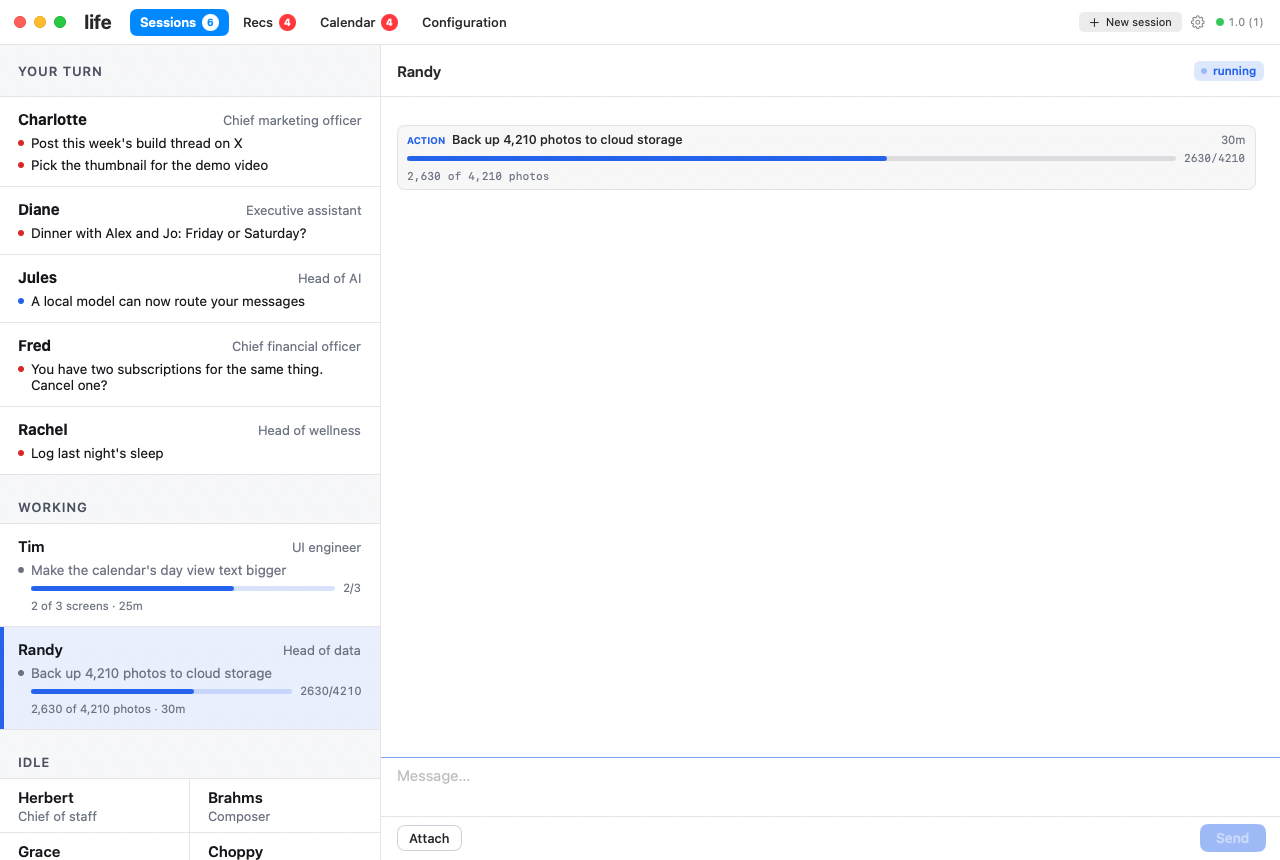 life
Sessions 6
Recs 4
Calendar 4
Configuration
+ New session
1.0 (1)
YOUR TURN
Charlotte
Chief marketing officer
Post this week's build thread on X
Pick the thumbnail for the demo video
Diane
Executive assistant
Dinner with Alex and Jo: Friday or Saturday?
Jules
Head of AI
A local model can now route your messages
Fred
Chief financial officer
You have two subscriptions for the same thing.
Cancel one?
Rachel
Head of wellness
Log last night's sleep
WORKING
Tim
UI engineer
Make the calendar's day view text bigger
2/3
2 of 3 screens · 25m
Randy
Head of data
Back up 4,210 photos to cloud storage
2630/4210
2,630 of 4,210 photos · 30m
IDLE
Herbert
Chief of staff
Brahms
Composer
Grace
Choppy
Randy
running
ACTION Back up 4,210 photos to cloud storage
30m
2630/4210
2,630 of 4,210 photos
Message...
Attach
Send